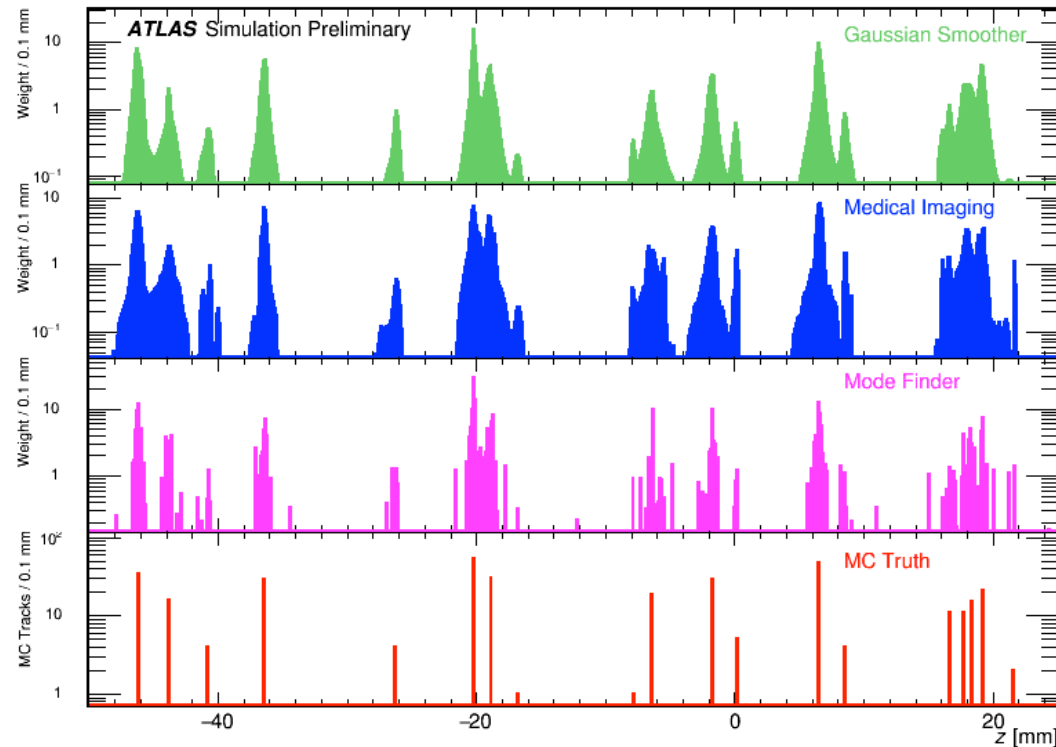 ATLAS Simulation Preliminary
Gaussian Smoother
Weight / 0.1 mm
10
1
10⁻¹
Medical Imaging
Weight / 0.1 mm
10
1
10⁻¹
Mode Finder
Weight / 0.1 mm
10
1
MC Truth
MC Tracks / 0.1 mm
10²
10
1
−40 −20 0 20
z [mm]